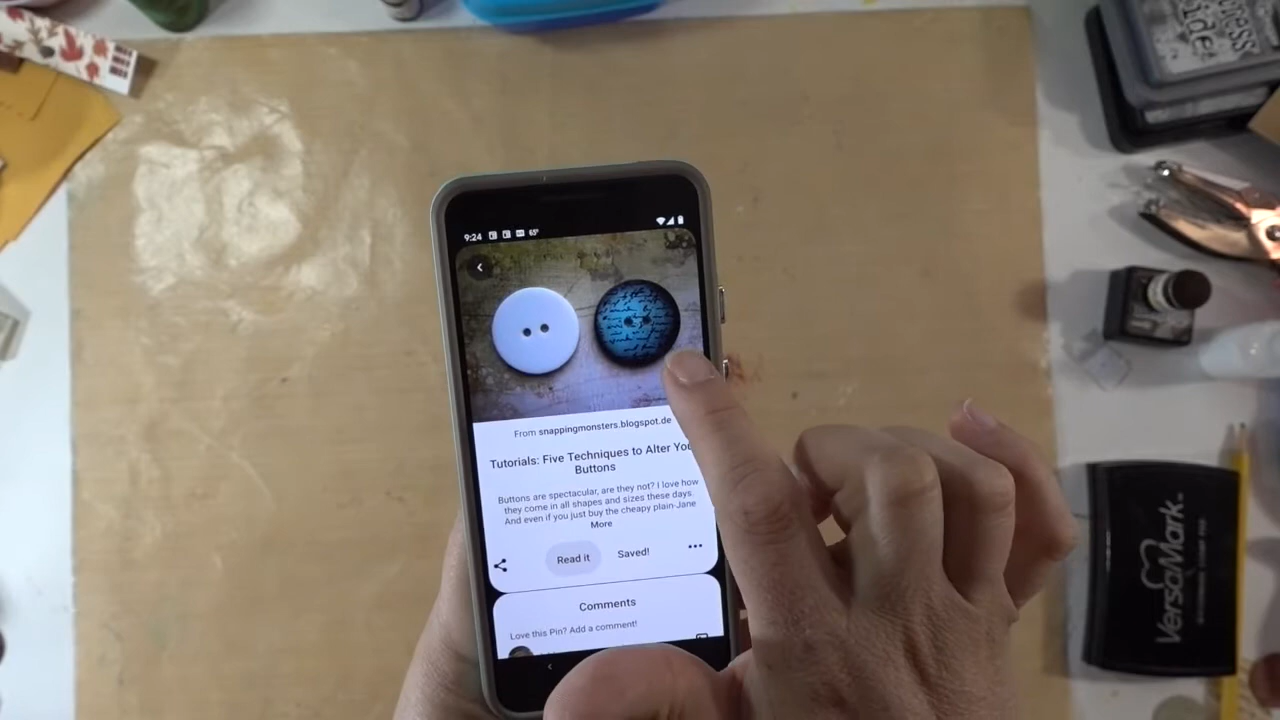 9:24 65°
From snappingmonsters.blogspot.de
Tutorials: Five Techniques to Alter
Buttons
Buttons are spectacular, are they not? I love how
they come in all shapes and sizes these days.
And even if you just buy the cheapy plain-Jane
More
Read it
Saved!
Comments
Love this Pin? Add a comment!
VersaMark